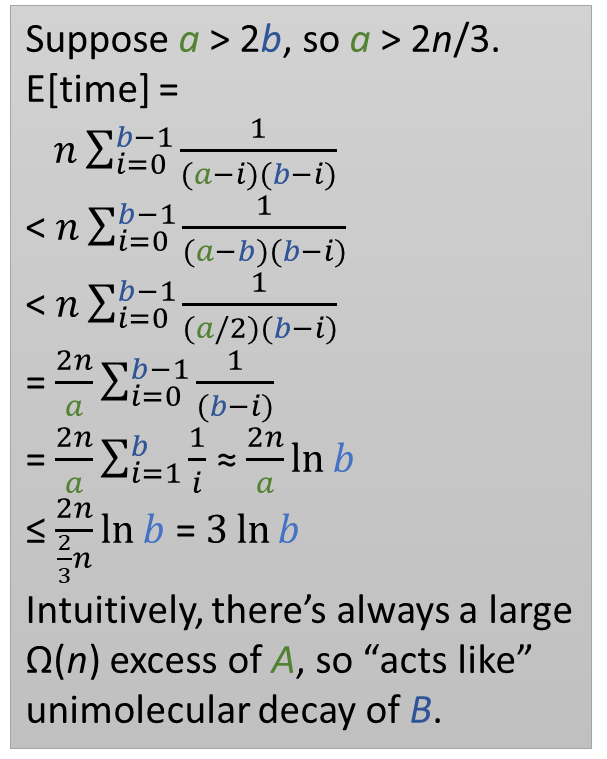 Suppose a > 2b, so a > 2n/3.
E[time] =
n ∑_{i=0}^{b−1} 1/((a−i)(b−i))
< n ∑_{i=0}^{b−1} 1/((a−b)(b−i))
< n ∑_{i=0}^{b−1} 1/((a/2)(b−i))
= 2n/a ∑_{i=0}^{b−1} 1/(b−i)
= 2n/a ∑_{i=1}^{b} 1/i ≈ 2n/a ln b
≤ 2n/(2/3 n) ln b = 3 ln b
Intuitively, there’s always a large
Ω(n) excess of A, so “acts like”
unimolecular decay of B.